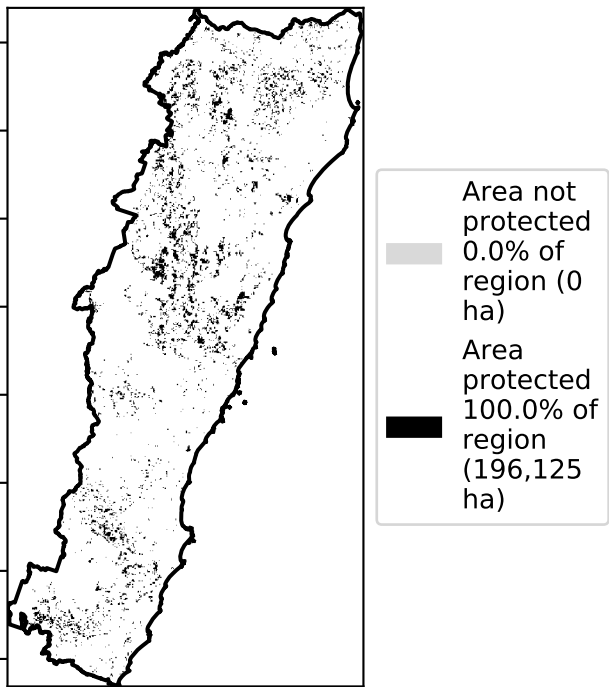 Area not
protected
0.0% of
region (0
ha)
Area
protected
100.0% of
region
(196,125
ha)